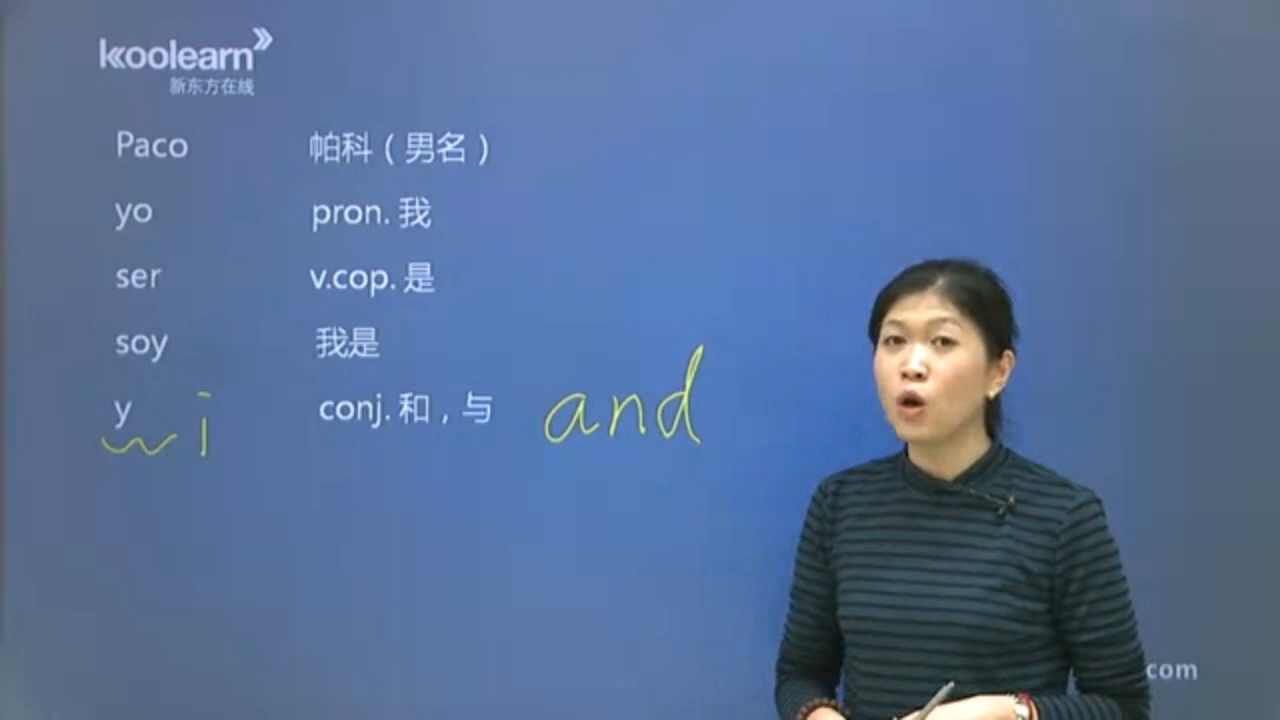 koolearn
新东方在线
Paco 帕科（男名）
yo pron. 我
ser v.cop. 是
soy 我是
y i conj. 和，与 and
com